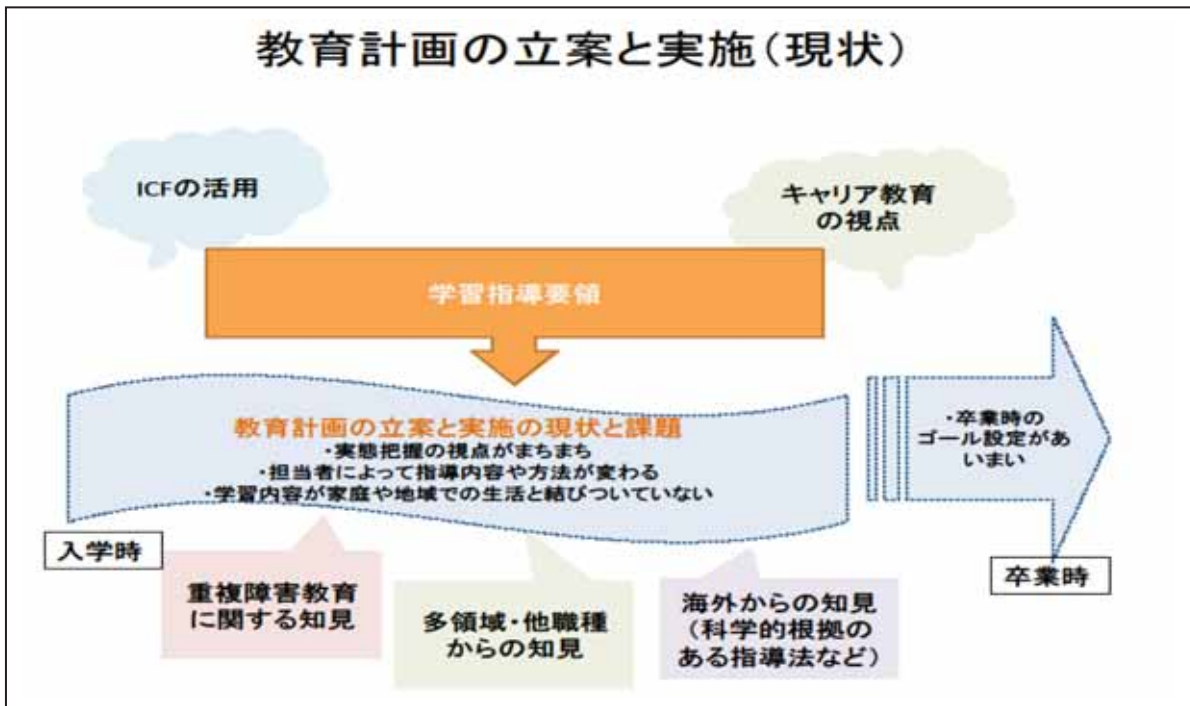 教育計画の立案と実施（現状）
ICFの活用
キャリア教育
の視点
学習指導要領
教育計画の立案と実施の現状と課題
・実態把握の視点がまちまち
・担当者によって指導内容や方法が変わる
・学習内容が家庭や地域での生活と結びついていない
・卒業時の
ゴール設定があ
いまい
入学時
卒業時
重複障害教育
に関する知見
多領域・他職種
からの知見
海外からの知見
（科学的根拠の
ある指導法など）